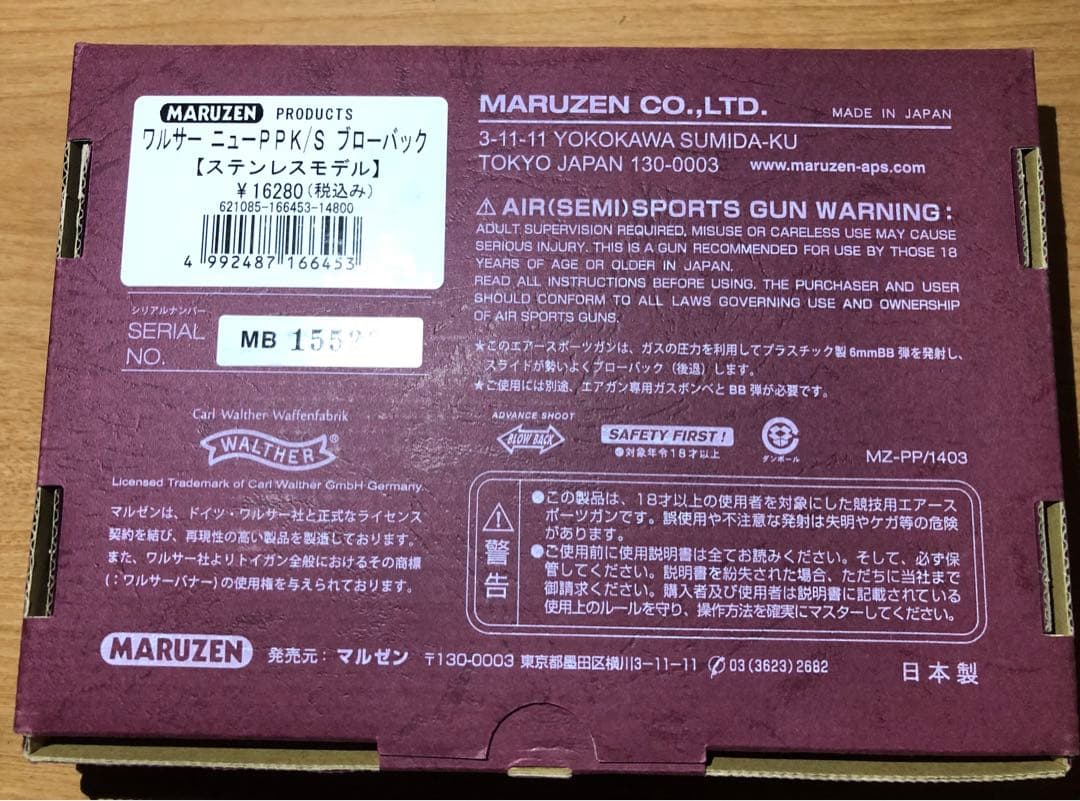 MARUZEN PRODUCTS
ワルサー ニューPPK/S ブローバック
【ステンレスモデル】
¥16280(税込み)
621085-166453-14800
4 992487 166453
シリアルナンバー
SERIAL
NO.
MB 155
Carl Walther Waffenfabrik
WALTHER®
Licensed Trademark of Carl Walther GmbH Germany
マルゼンは、ドイツ・ワルサー社と正式なライセンス
契約を結び、再現性の高い製品を製造しております。
また、ワルサー社よりトイガン全般におけるその商標
(:ワルサーバナー)の使用権を与えられております。
MARUZEN CO.,LTD.
MADE IN JAPAN
3-11-11 YOKOKAWA SUMIDA-KU
TOKYO JAPAN 130-0003 www.maruzen-aps.com
⚠AIR(SEMI)SPORTS GUN WARNING:
ADULT SUPERVISION REQUIRED, MISUSE OR CARELESS USE MAY CAUSE
SERIOUS INJURY. THIS IS A GUN RECOMMENDED FOR USE BY THOSE 18
YEARS OF AGE OR OLDER IN JAPAN.
READ ALL INSTRUCTIONS BEFORE USING. THE PURCHASER AND USER
SHOULD CONFORM TO ALL LAWS GOVERNING USE AND OWNERSHIP
OF AIR SPORTS GUNS.
★このエアースポーツガンは、ガスの圧力を利用してプラスチック製6mmBB弾を発射し、
スライドが勢いよくブローバック(後退)します。
★ご使用には別途、エアガン専用ガスボンベとBB弾が必要です。
ADVANCE SHOOT
BLOW BACK
SAFETY FIRST!
●対象年令18才以上
ダンボール
MZ-PP/1403
⚠警告
●この製品は、18才以上の使用者を対象にした競技用エアース
ポーツガンです。誤使用や不注意な発射は失明やケガ等の危険
があります。
●ご使用前に使用説明書は全てお読みください。そして、必ず保
管してください。説明書を紛失された場合、ただちに当社まで
御請求ください。購入者及び使用者は説明書に記載されている
使用上のルールを守り、操作方法を確実にマスターしてください。
MARUZEN 発売元:マルゼン 〒130-0003 東京都墨田区横川3-11-11 03(3623)2682
日本製